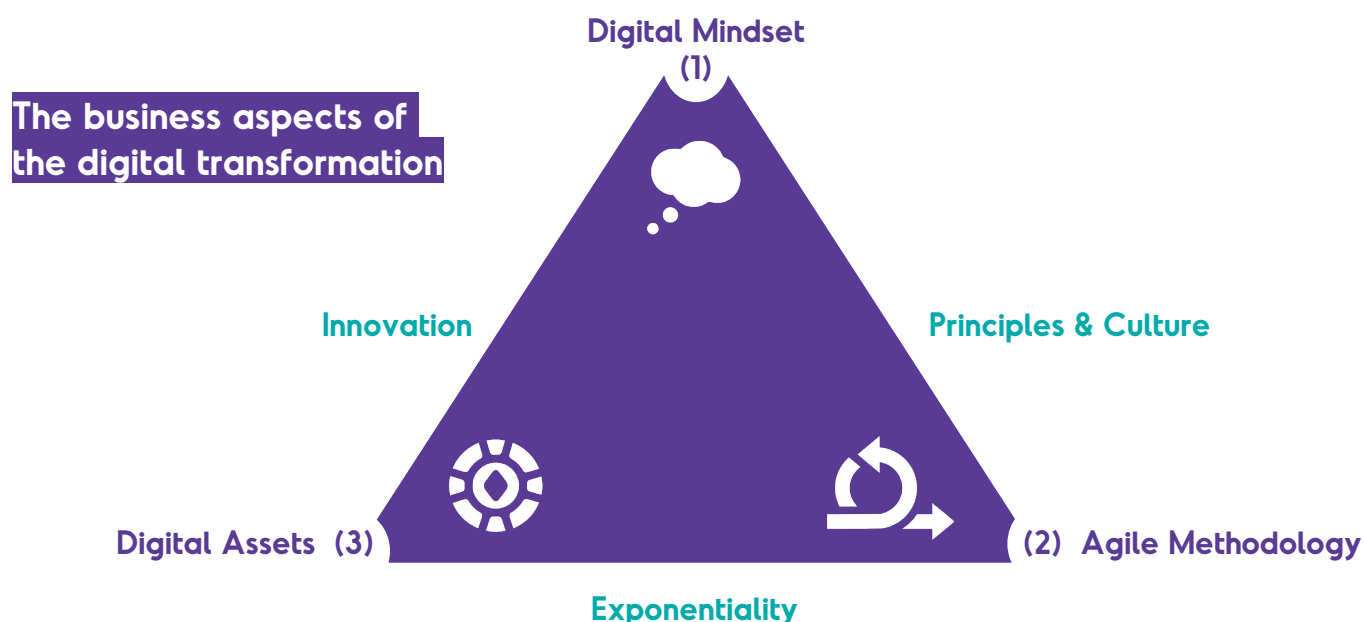 Digital Mindset
(1)
The business aspects of
the digital transformation
Innovation
Principles & Culture
Digital Assets (3)
(2) Agile Methodology
Exponentiality